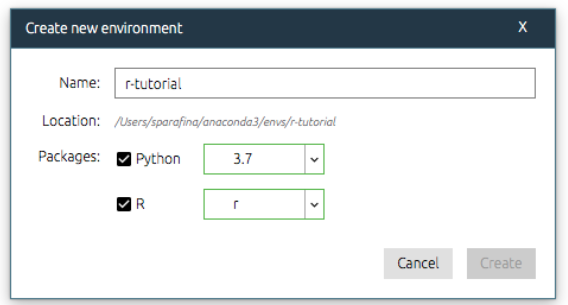 Create new environment X
Name: r-tutorial
Location: /Users/sparafina/anaconda3/envs/r-tutorial
Packages: Python 3.7
R r
Cancel Create